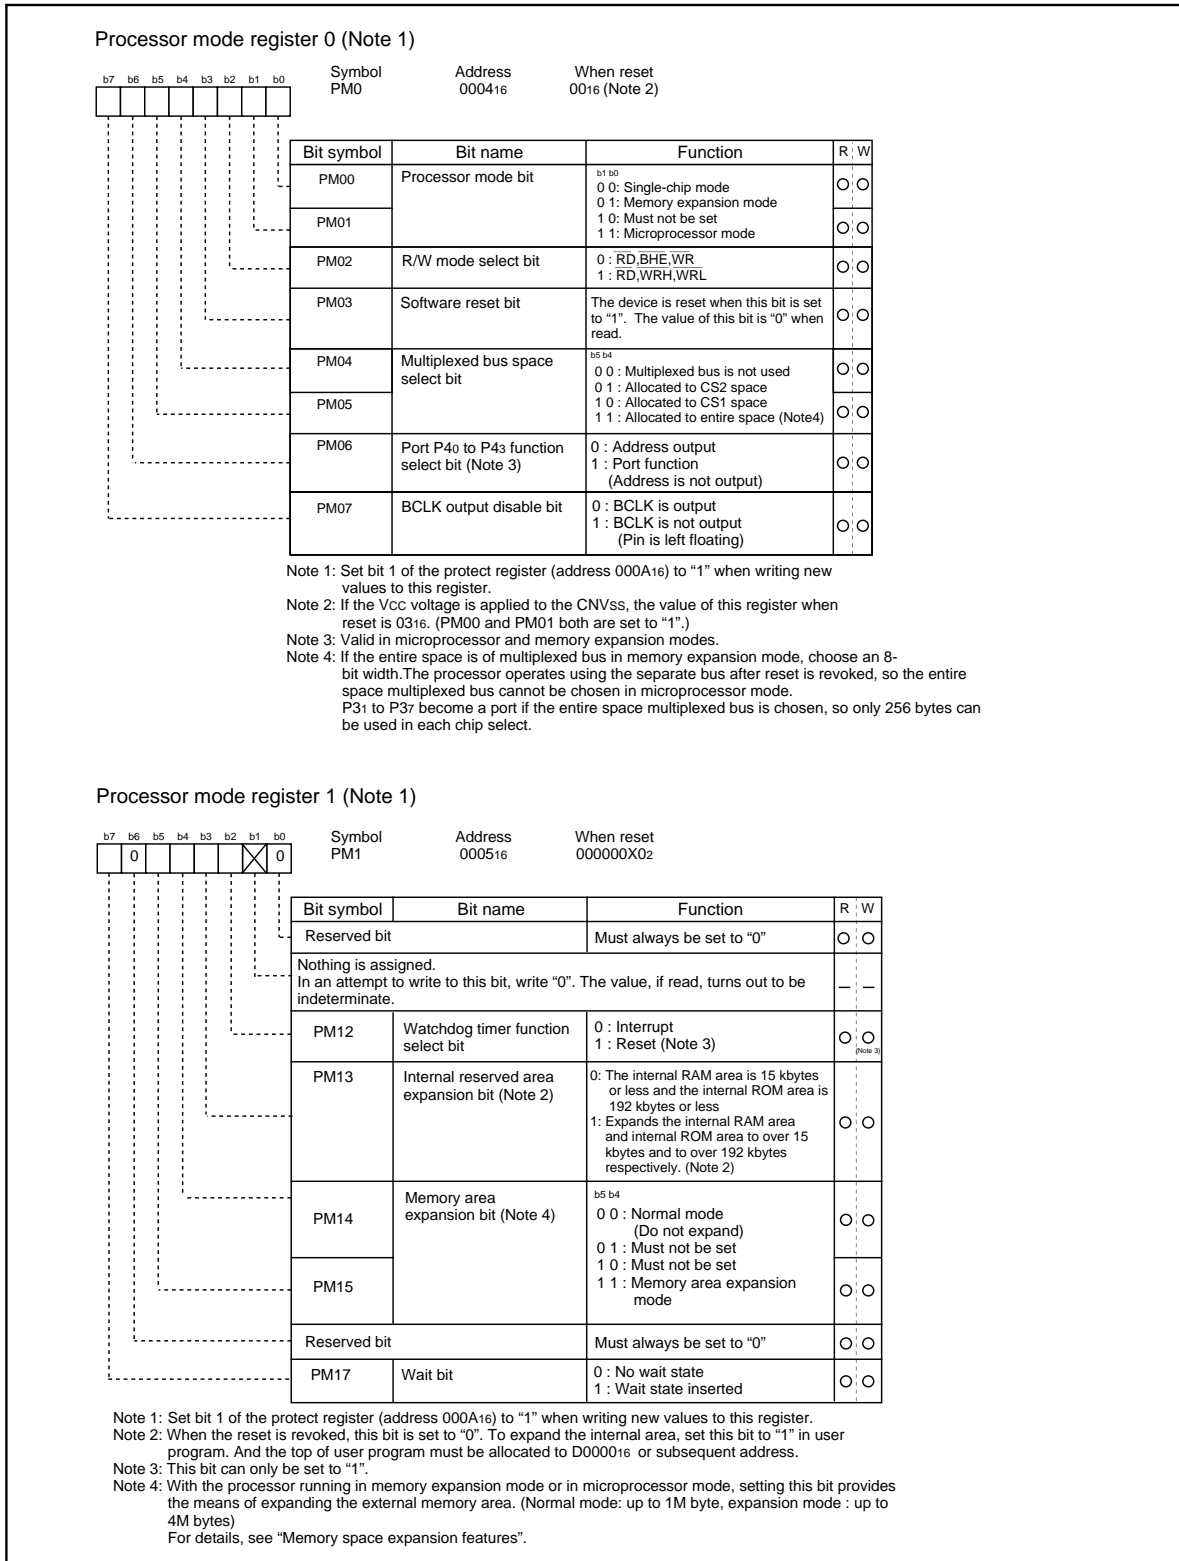 Processor mode register 0 (Note 1)
Symbol Address When reset
b7 b6 b5 b4 b3 b2 b1 b0
PM0 000416 0016 (Note 2)
Bit symbol Bit name Function R W
PM00 Processor mode bit b1 b0
0 0: Single-chip mode
0 1: Memory expansion mode
PM01 1 0: Must not be set
1 1: Microprocessor mode
PM02 R/W mode select bit 0 : RD,BHE,WR
1 : RD,WRH,WRL
PM03 Software reset bit The device is reset when this bit is set
to “1”. The value of this bit is “0” when
read.
PM04 Multiplexed bus space b5 b4
select bit 0 0 : Multiplexed bus is not used
0 1 : Allocated to CS2 space
PM05 1 0 : Allocated to CS1 space
1 1 : Allocated to entire space (Note4)
PM06 Port P40 to P43 function 0 : Address output
select bit (Note 3) 1 : Port function
(Address is not output)
PM07 BCLK output disable bit 0 : BCLK is output
1 : BCLK is not output
(Pin is left floating)
Note 1: Set bit 1 of the protect register (address 000A16) to “1” when writing new
values to this register.
Note 2: If the VCC voltage is applied to the CNVSS, the value of this register when
reset is 0316. (PM00 and PM01 both are set to “1”.)
Note 3: Valid in microprocessor and memory expansion modes.
Note 4: If the entire space is of multiplexed bus in memory expansion mode, choose an 8-
bit width.The processor operates using the separate bus after reset is revoked, so the entire
space multiplexed bus cannot be chosen in microprocessor mode.
P31 to P37 become a port if the entire space multiplexed bus is chosen, so only 256 bytes can
be used in each chip select.
Processor mode register 1 (Note 1)
Symbol Address When reset
b7 b6 b5 b4 b3 b2 b1 b0
0 0 PM1 000516 000000X02
Bit symbol Bit name Function R W
Reserved bit Must always be set to “0”
Nothing is assigned.
In an attempt to write to this bit, write “0”. The value, if read, turns out to be
indeterminate. – –
PM12 Watchdog timer function 0 : Interrupt
select bit 1 : Reset (Note 3) (Note 3)
PM13 Internal reserved area 0: The internal RAM area is 15 kbytes
expansion bit (Note 2) or less and the internal ROM area is
192 kbytes or less
1: Expands the internal RAM area
and internal ROM area to over 15
kbytes and to over 192 kbytes
respectively. (Note 2)
PM14 Memory area b5 b4
expansion bit (Note 4) 0 0 : Normal mode
(Do not expand)
0 1 : Must not be set
1 0 : Must not be set
PM15 1 1 : Memory area expansion
mode
Reserved bit Must always be set to “0”
PM17 Wait bit 0 : No wait state
1 : Wait state inserted
Note 1: Set bit 1 of the protect register (address 000A16) to “1” when writing new values to this register.
Note 2: When the reset is revoked, this bit is set to “0”. To expand the internal area, set this bit to “1” in user
program. And the top of user program must be allocated to D000016 or subsequent address.
Note 3: This bit can only be set to “1”.
Note 4: With the processor running in memory expansion mode or in microprocessor mode, setting this bit provides
the means of expanding the external memory area. (Normal mode: up to 1M byte, expansion mode : up to
4M bytes)
For details, see “Memory space expansion features”.